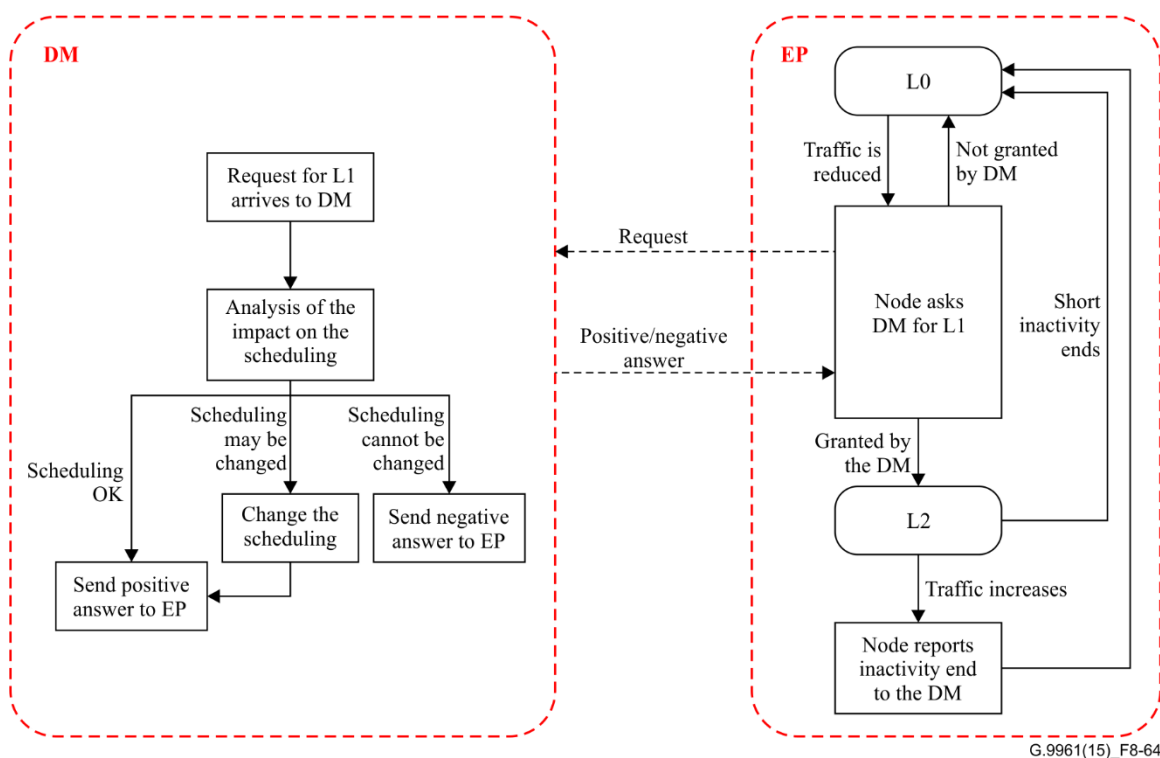 DM
Request for L1
arrives to DM
Analysis of the
impact on the
scheduling
Scheduling
OK
Scheduling
may be
changed
Scheduling
cannot be
changed
Change the
scheduling
Send negative
answer to EP
Send positive
answer to EP
Request
Positive/negative
answer
EP
L0
Traffic is
reduced
Not granted
by DM
Node asks
DM for L1
Short
inactivity
ends
Granted by
the DM
L2
Traffic increases
Node reports
inactivity end
to the DM
G.9961(15)_F8-64